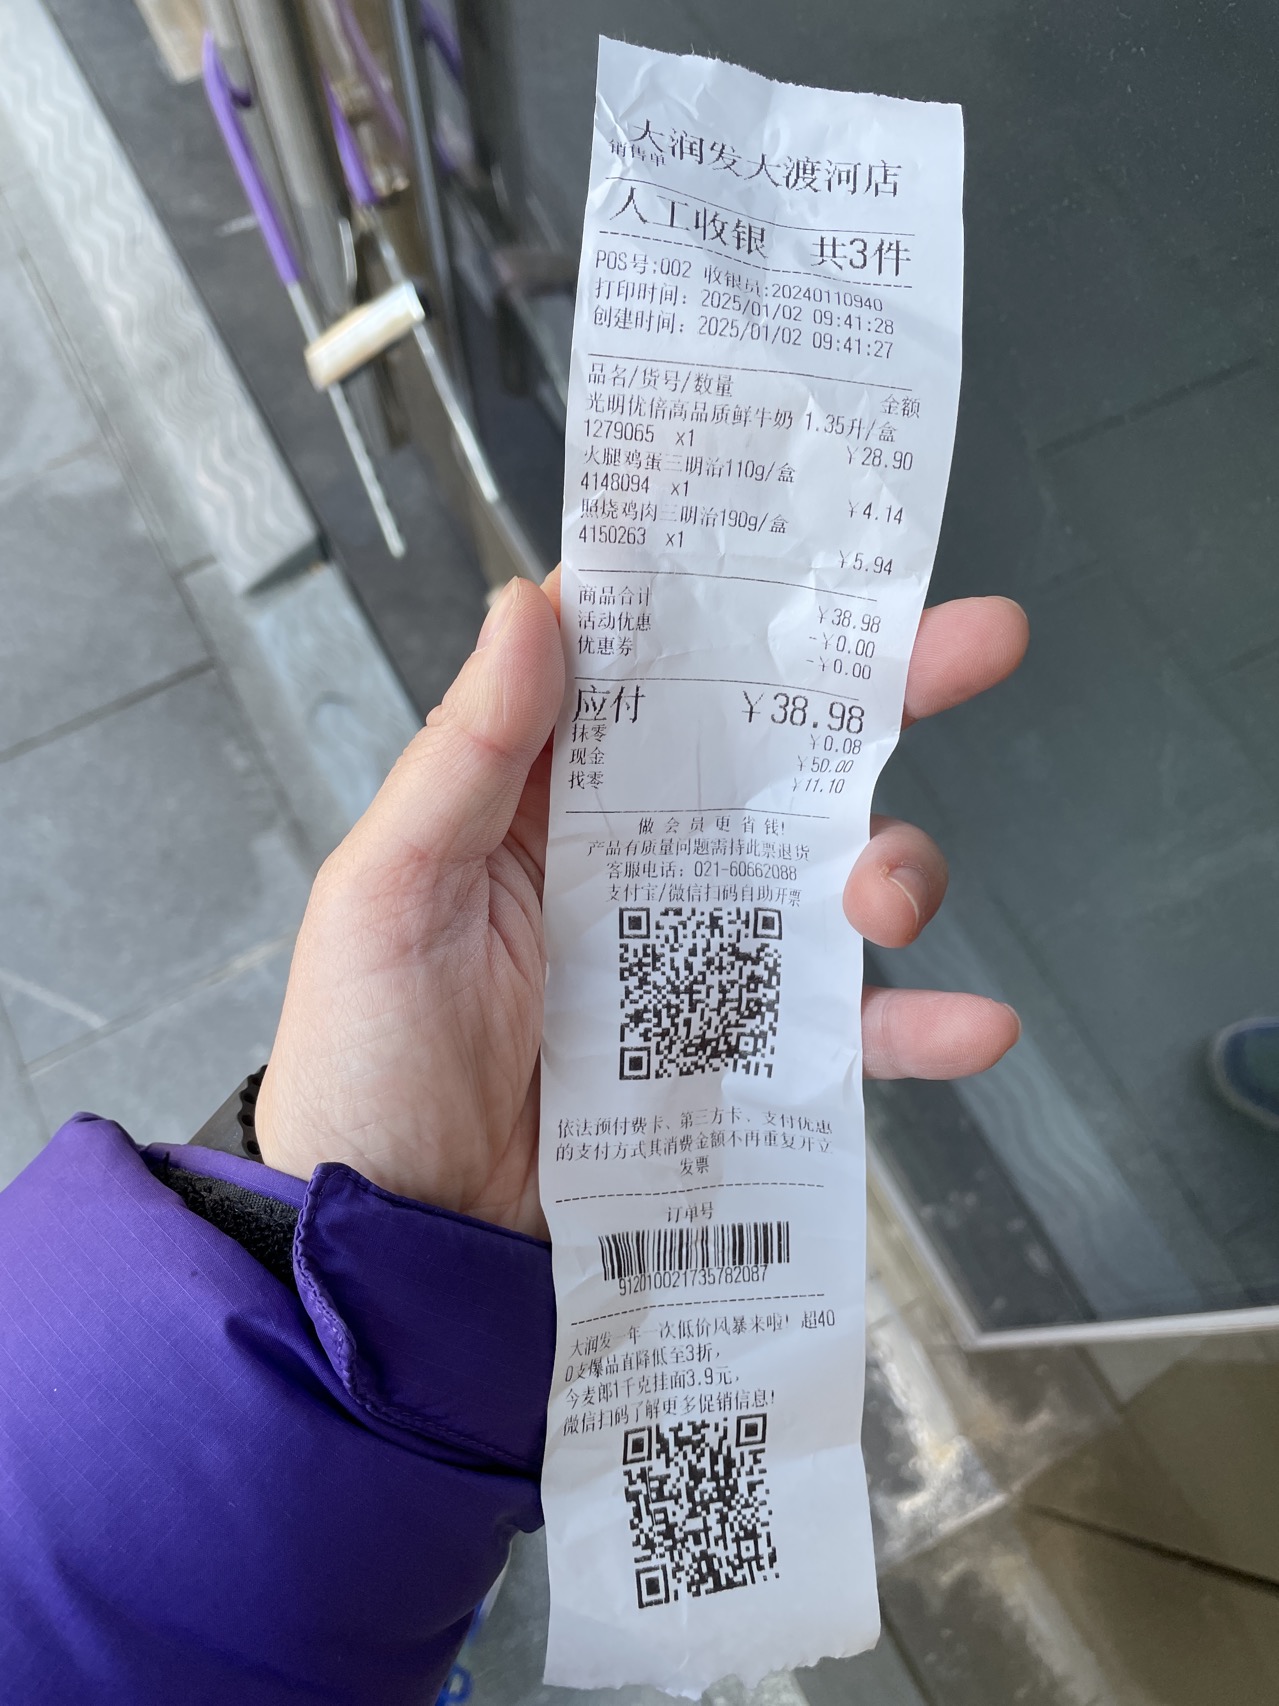 大润发大渡河店
销售单
人工收银 共3件
POS号:002 收银员:20240110940
打印时间: 2025/01/02 09:41:28
创建时间: 2025/01/02 09:41:27
品名/货号/数量 金额
光明优倍高品质鲜牛奶 1.35升/盒
1279065 x1 ￥28.90
火腿鸡蛋三明治110g/盒
4148094 x1 ￥4.14
照烧鸡肉三明治190g/盒
4150263 x1 ￥5.94
商品合计 ￥38.98
活动优惠 -￥0.00
优惠券 -￥0.00
应付 ￥38.98
抹零 ￥0.08
现金 ￥50.00
找零 ￥11.10
做会员更省钱!
产品有质量问题需持此票退货
客服电话: 021-60662088
支付宝/微信扫码自助开票
依法预付费卡、第三方卡、支付优惠
的支付方式其消费金额不再重复开立
发票
订单号
912010021735782087
大润发一年一次低价风暴来啦! 超40
0支爆品直降低至3折,
今麦郎1千克挂面3.9元,
微信扫码了解更多促销信息!